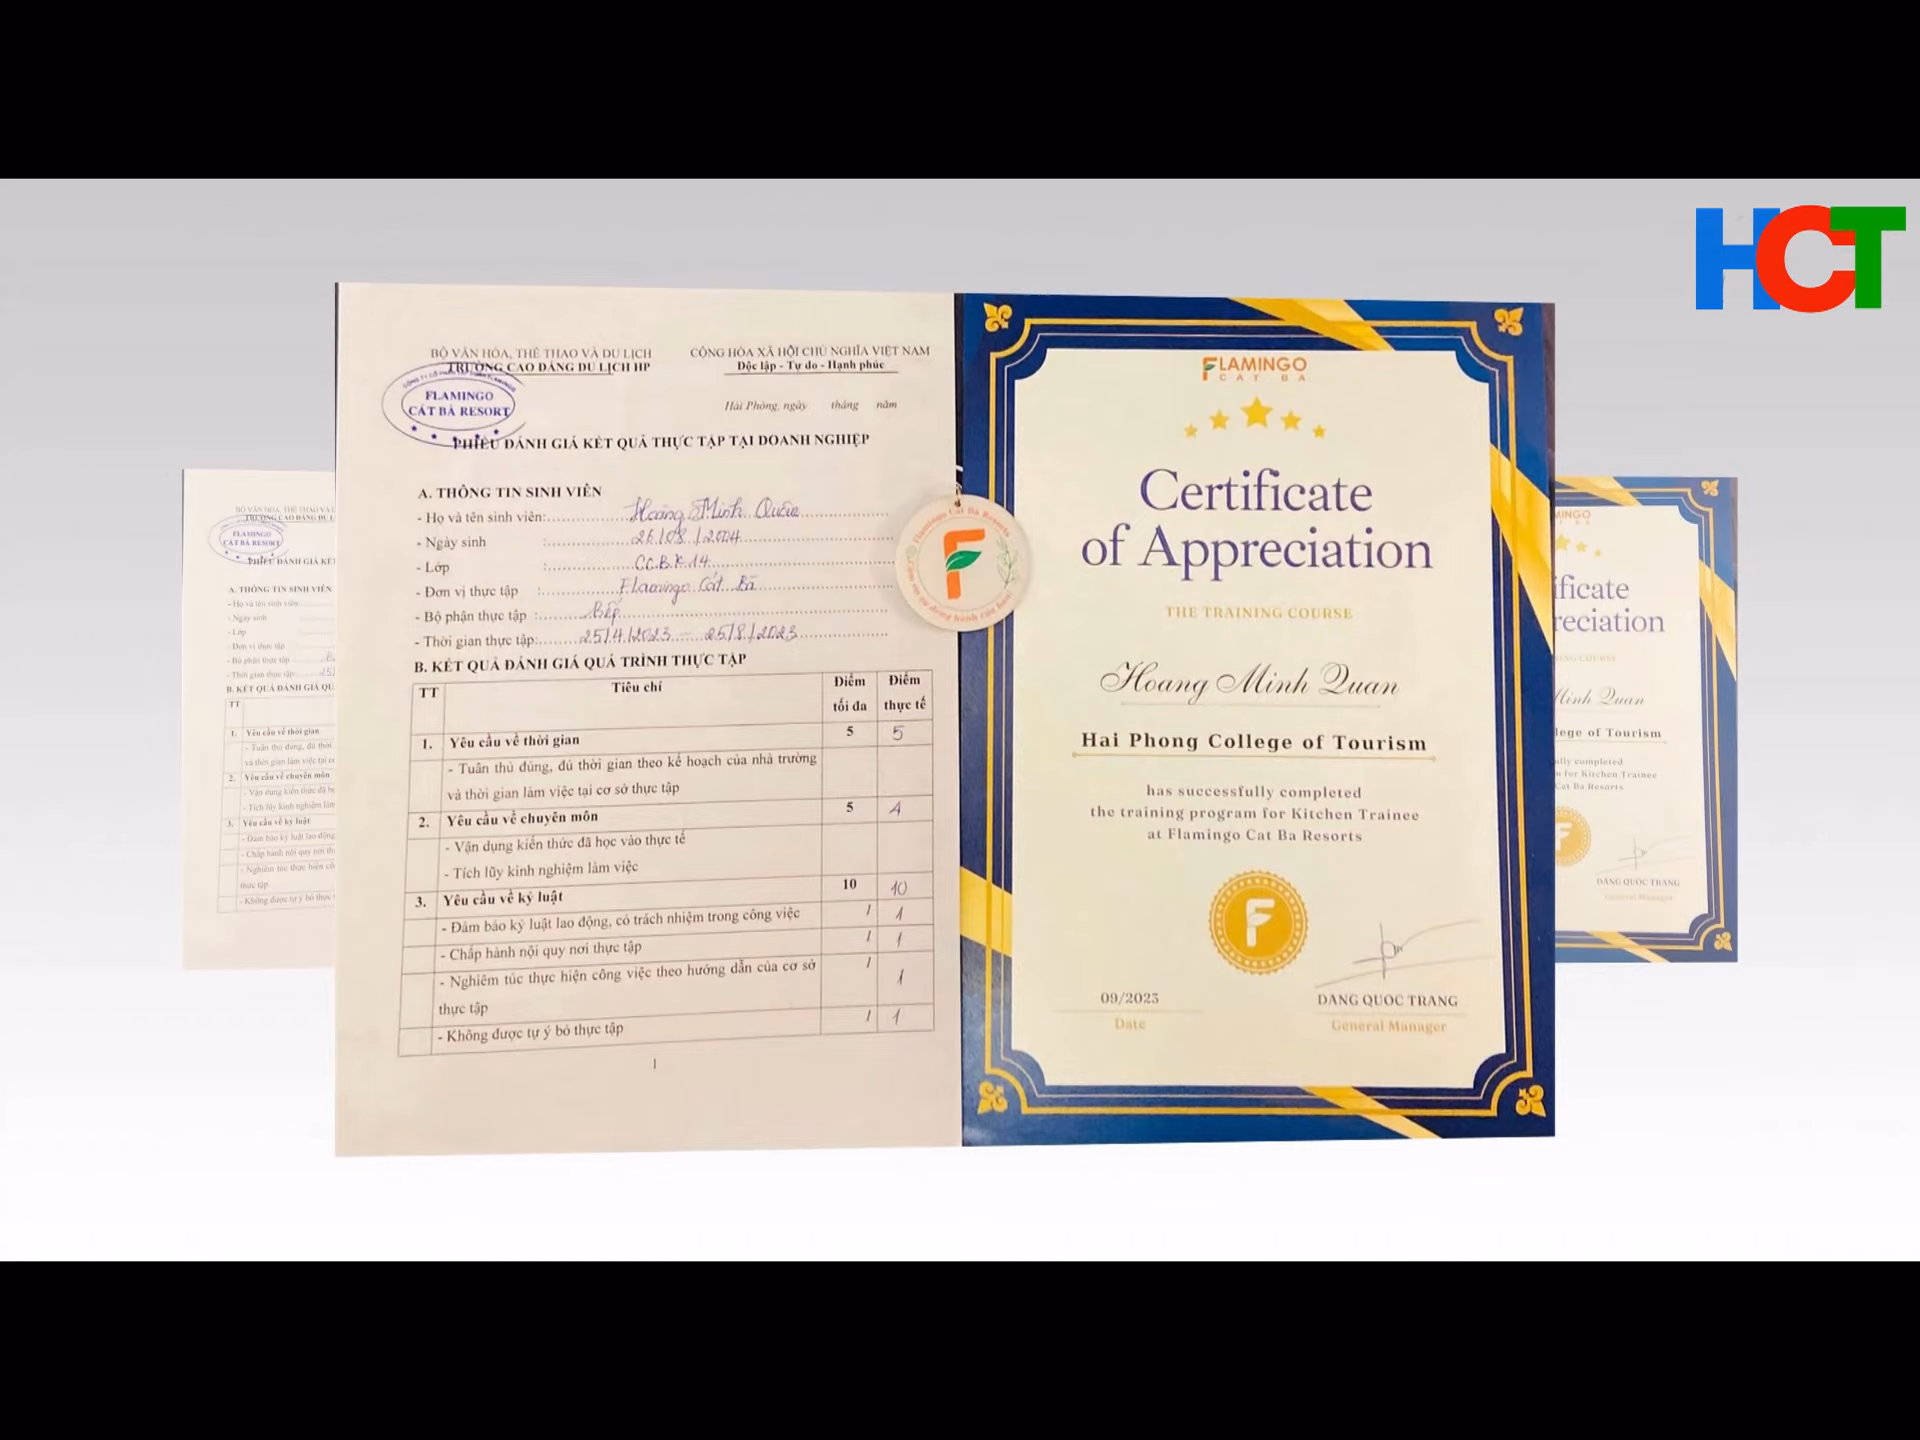 HCT
BỘ VĂN HÓA, THỂ THAO VÀ DU LỊCH
TRƯỜNG CAO ĐẲNG DU LỊCH HP
CỘNG HÒA XÃ HỘI CHỦ NGHĨA VIỆT NAM
Độc lập - Tự do - Hạnh phúc
FLAMINGO
CÁT BÀ RESORT
Hải Phòng, ngày tháng năm
PHIẾU ĐÁNH GIÁ KẾT QUẢ THỰC TẬP TẠI DOANH NGHIỆP
A. THÔNG TIN SINH VIÊN
- Họ và tên sinh viên: Hoàng Minh Quân
- Ngày sinh : 26/08/2004
- Lớp : CCBK14
- Đơn vị thực tập : Flamingo Cát Bà
- Bộ phận thực tập : Bếp
- Thời gian thực tập: 25/4/2023 - 25/8/2023
B. KẾT QUẢ ĐÁNH GIÁ QUÁ TRÌNH THỰC TẬP
TT Tiêu chí Điểm tối đa Điểm thực tế
1. Yêu cầu về thời gian 5 5
- Tuân thủ đúng, đủ thời gian theo kế hoạch của nhà trường
và thời gian làm việc tại cơ sở thực tập
2. Yêu cầu về chuyên môn 5 4
- Vận dụng kiến thức đã học vào thực tế
- Tích lũy kinh nghiệm làm việc
3. Yêu cầu về kỷ luật 10 10
- Đảm bảo kỷ luật lao động, có trách nhiệm trong công việc / 1
- Chấp hành nội quy nơi thực tập / 1
- Nghiêm túc thực hiện công việc theo hướng dẫn của cơ sở / 1
thực tập
- Không được tự ý bỏ thực tập / 1
1
Flamingo Cat Ba Resorts
FLAMINGO
CAT BA
Certificate
of Appreciation
THE TRAINING COURSE
Hoang Minh Quan
Hai Phong College of Tourism
has successfully completed
the training program for Kitchen Trainee
at Flamingo Cat Ba Resorts
09/2023
Date
DANG QUOC TRANG
General Manager